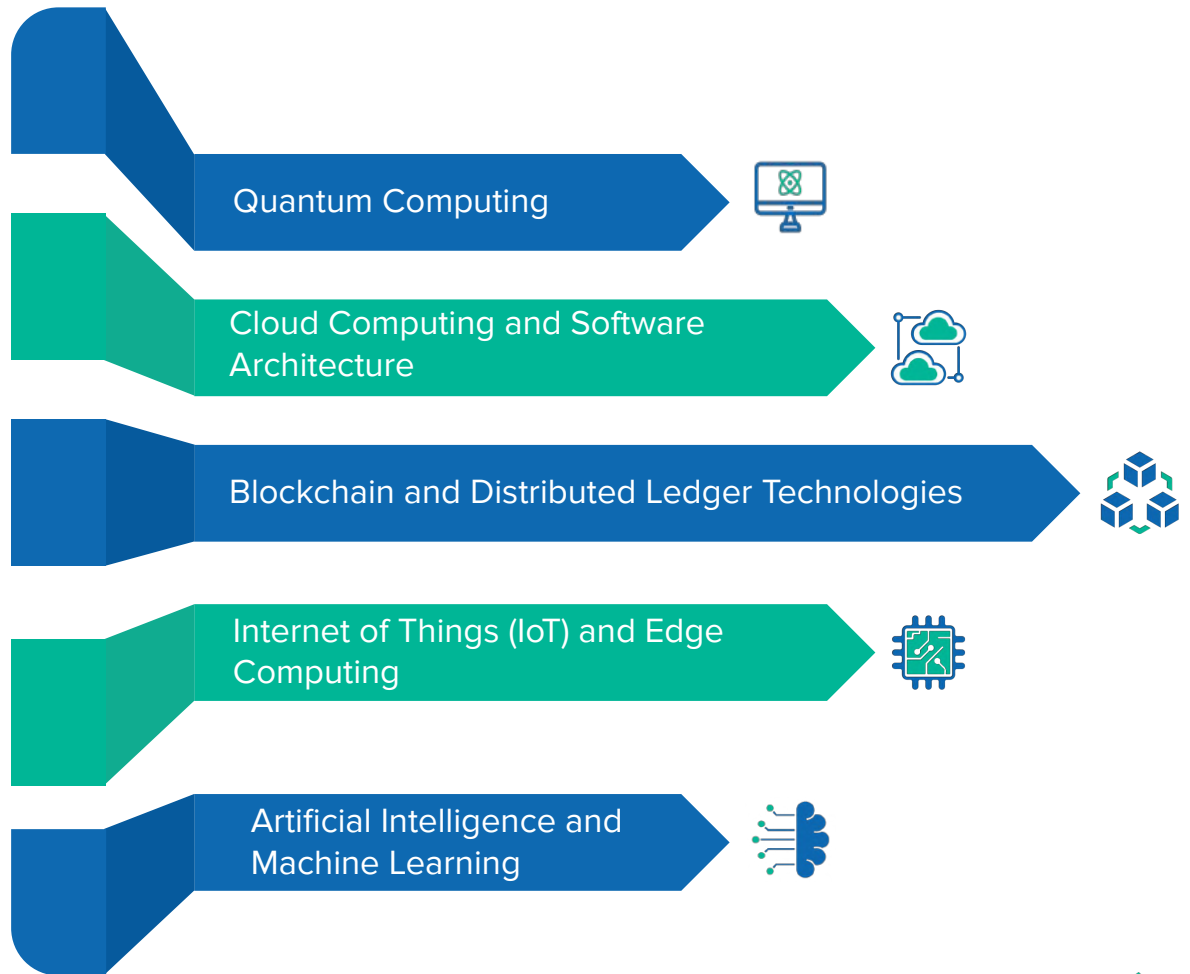 Quantum Computing
Cloud Computing and Software
Architecture
Blockchain and Distributed Ledger Technologies
Internet of Things (IoT) and Edge
Computing
Artificial Intelligence and
Machine Learning